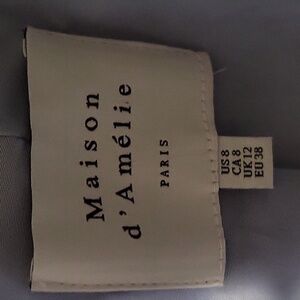 Maison
d'Amélie
PARIS
US 8
CA 8
UK 12
EU 38